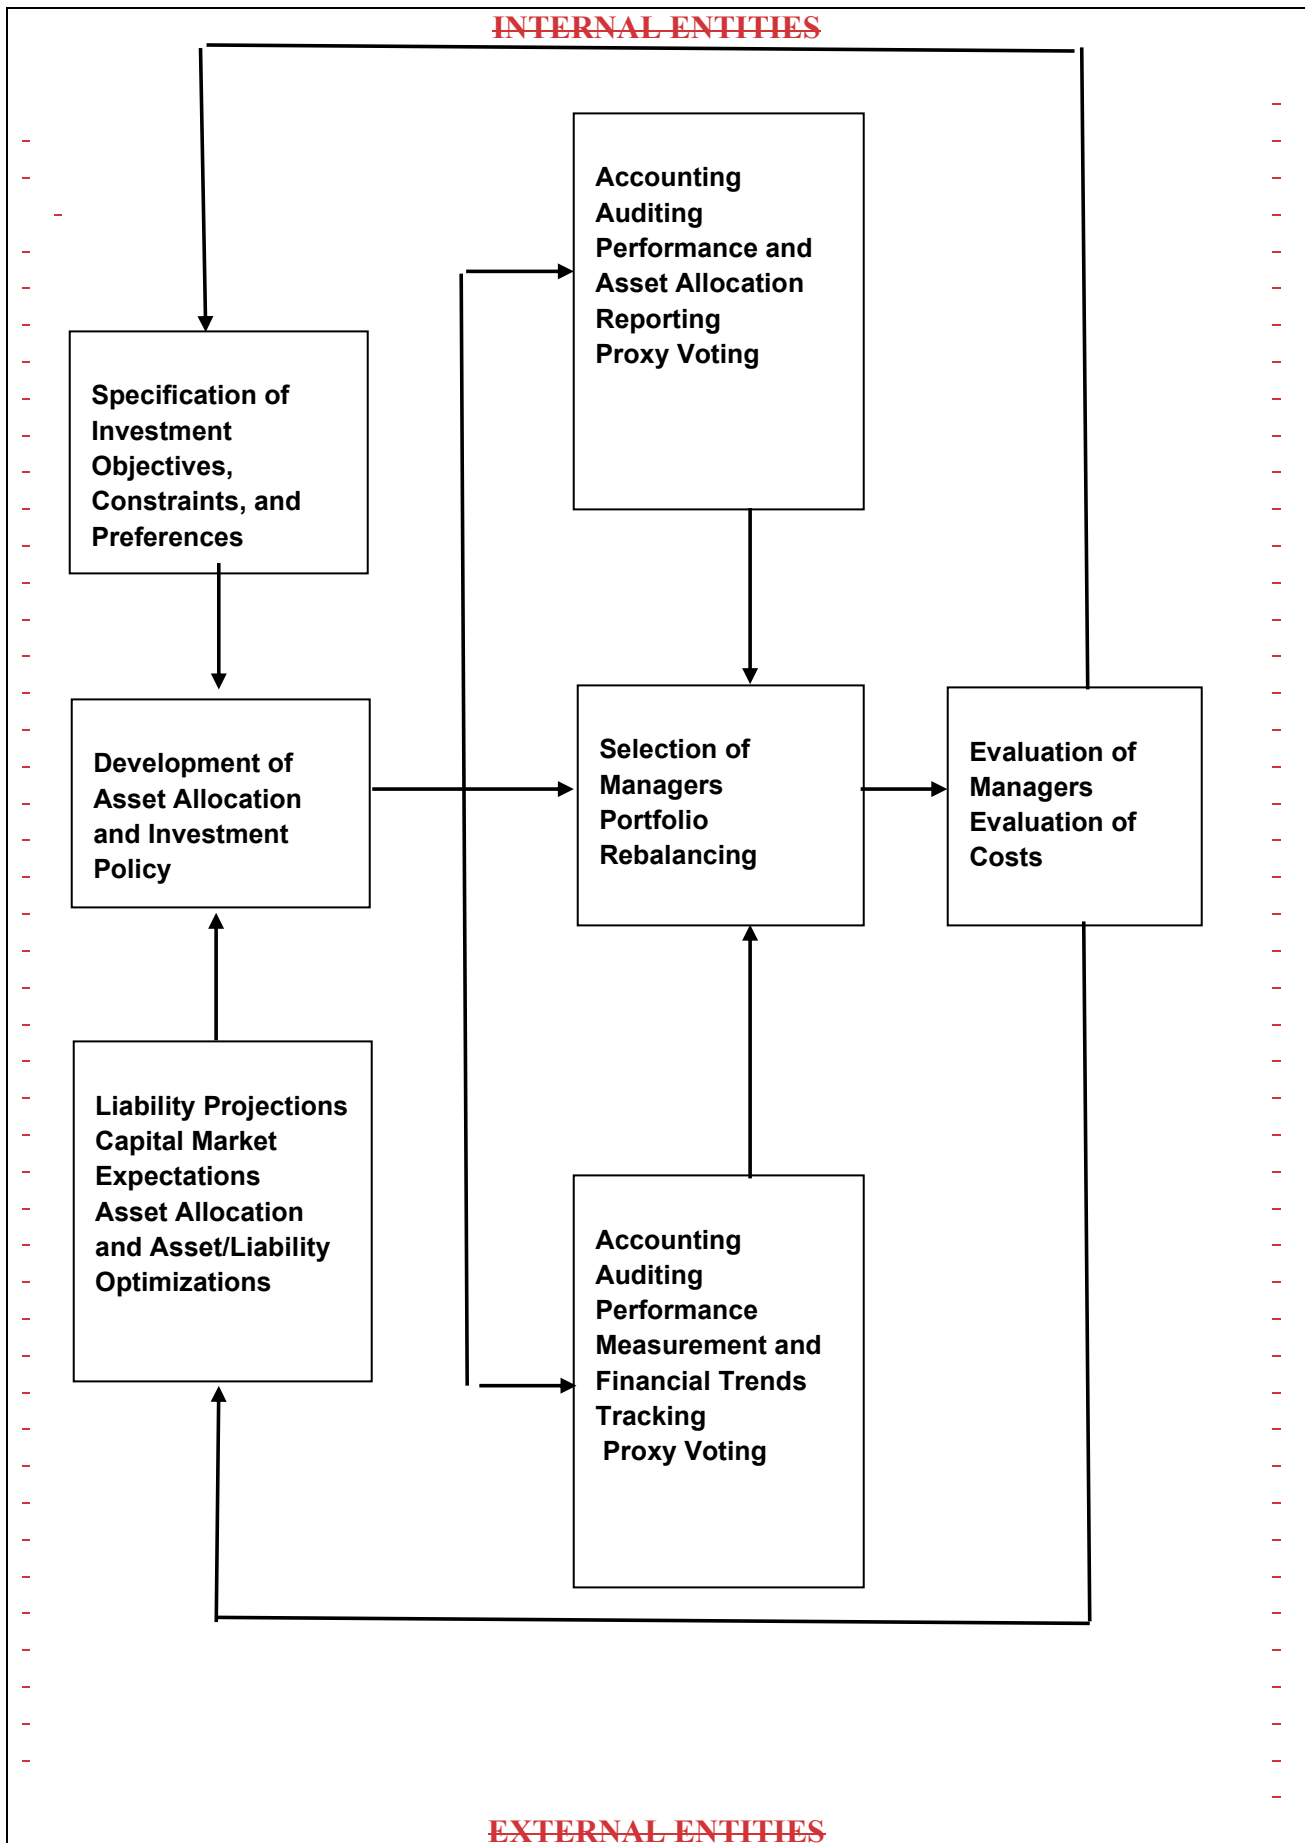 INTERNAL ENTITIES
Accounting
Auditing
Performance and
Asset Allocation
Reporting
Proxy Voting
Specification of
Investment
Objectives,
Constraints, and
Preferences
Development of
Asset Allocation
and Investment
Policy
Selection of
Managers
Portfolio
Rebalancing
Evaluation of
Managers
Evaluation of
Costs
Liability Projections
Capital Market
Expectations
Asset Allocation
and Asset/Liability
Optimizations
Accounting
Auditing
Performance
Measurement and
Financial Trends
Tracking
Proxy Voting
EXTERNAL ENTITIES